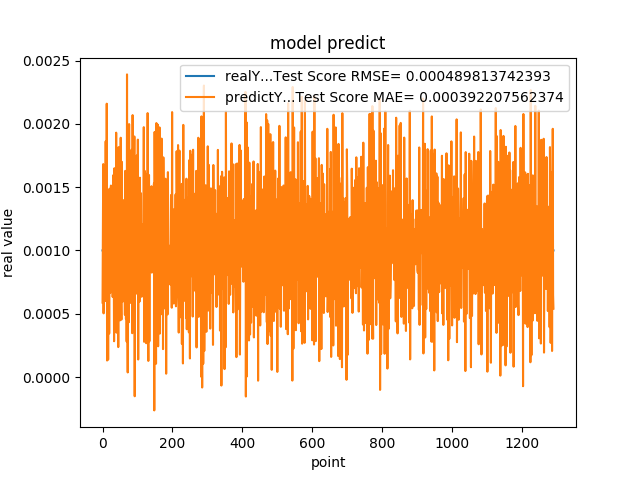 model predict
realY...Test Score RMSE= 0.000489813742393
predictY...Test Score MAE= 0.000392207562374
0.0025
0.0020
0.0015
0.0010
0.0005
0.0000
real value
0 200 400 600 800 1000 1200
point